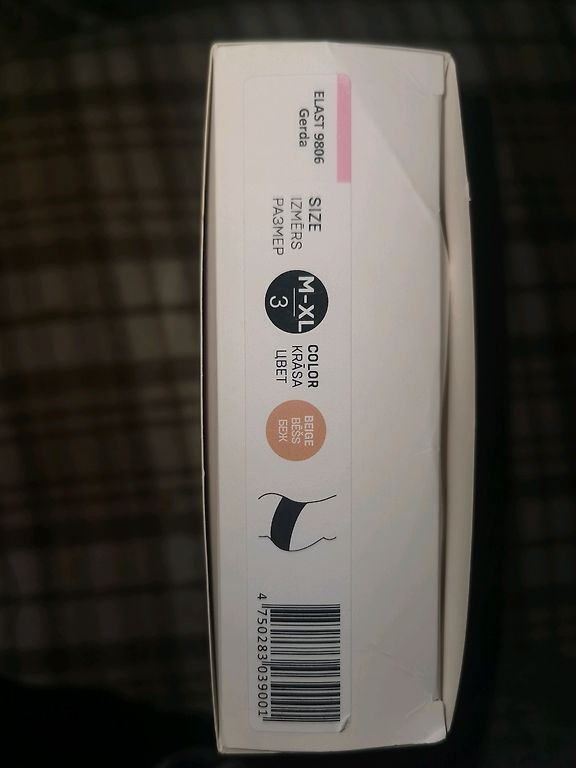 ELAST 9806
Gerda
SIZE
IZMĒRS
РАЗМЕР
M-XL
3
COLOR
KRĀSA
ЦВЕТ
BEIGE
BĒŠS
БЕЖ
4 750283 039001